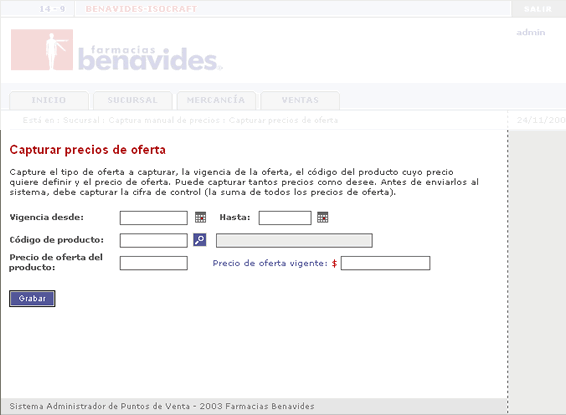 14 - 9 BENAVIDES-ISOCRAFT SALIR
admin
farmacias
benavides
INICIO SUCURSAL MERCANCÍA VENTAS
Está en : Sucursal : Captura manual de precios : Capturar precios de oferta 24/11/200
Capturar precios de oferta
Capture el tipo de oferta a capturar, la vigencia de la oferta, el código del producto cuyo precio
quiere definir y el precio de oferta. Puede capturar tantos precios como desee. Antes de enviarlos al
sistema, debe capturar la cifra de control (la suma de todos los precios de oferta).
Vigencia desde: Hasta:
Código de producto:
Precio de oferta del
producto: Precio de oferta vigente: $
Grabar
Sistema Administrador de Puntos de Venta - 2003 Farmacias Benavides